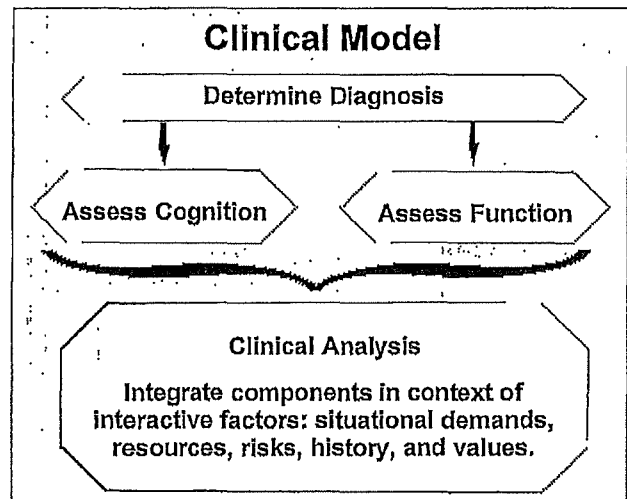 Clinical Model
Determine Diagnosis
Assess Cognition
Assess Function
Clinical Analysis
Integrate components in context of
interactive factors: situational demands,
resources, risks, history, and values.